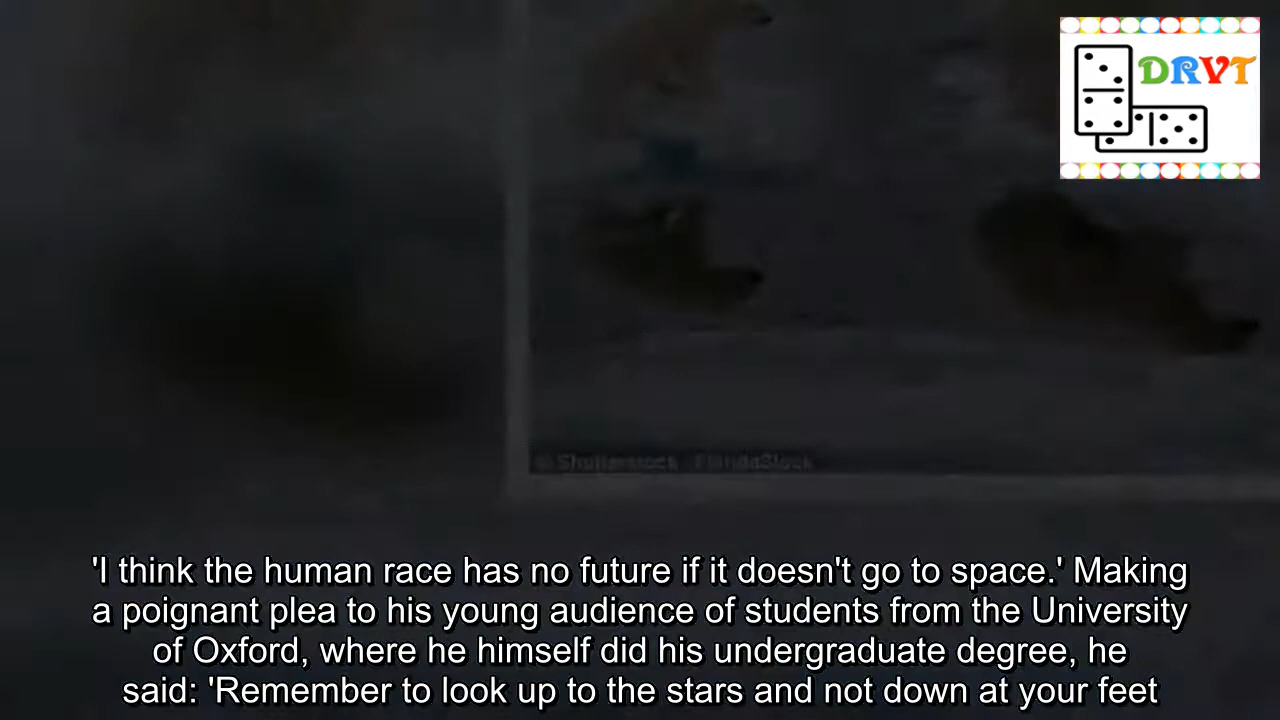 DRVT
© Shutterstock / FloridaStock
'I think the human race has no future if it doesn't go to space.' Making
a poignant plea to his young audience of students from the University
of Oxford, where he himself did his undergraduate degree, he
said: 'Remember to look up to the stars and not down at your feet